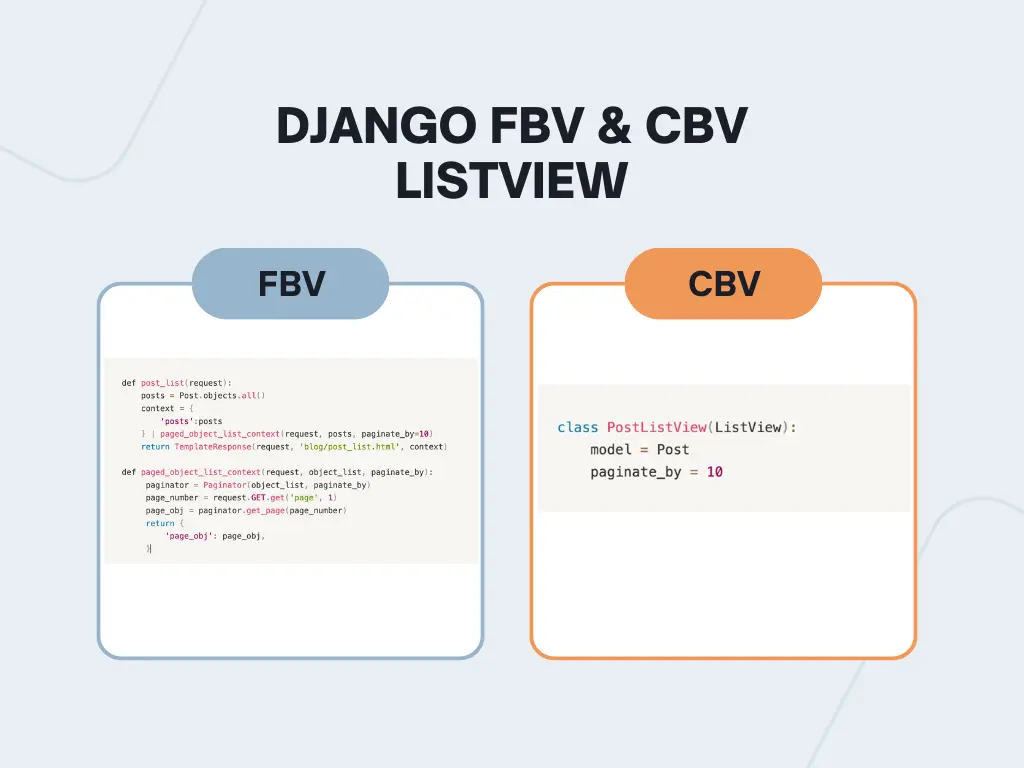 DJANGO FBV & CBV
LISTVIEW
FBV
def post_list(request):
    posts = Post.objects.all()
    context = {
        'posts':posts
    } | paged_object_list_context(request, posts, paginate_by=10)
    return TemplateResponse(request, 'blog/post_list.html', context)

def paged_object_list_context(request, object_list, paginate_by):
     paginator = Paginator(object_list, paginate_by)
     page_number = request.GET.get('page', 1)
     page_obj = paginator.get_page(page_number)
     return {
         'page_obj': page_obj,
     }
CBV
class PostListView(ListView):
    model = Post
    paginate_by = 10